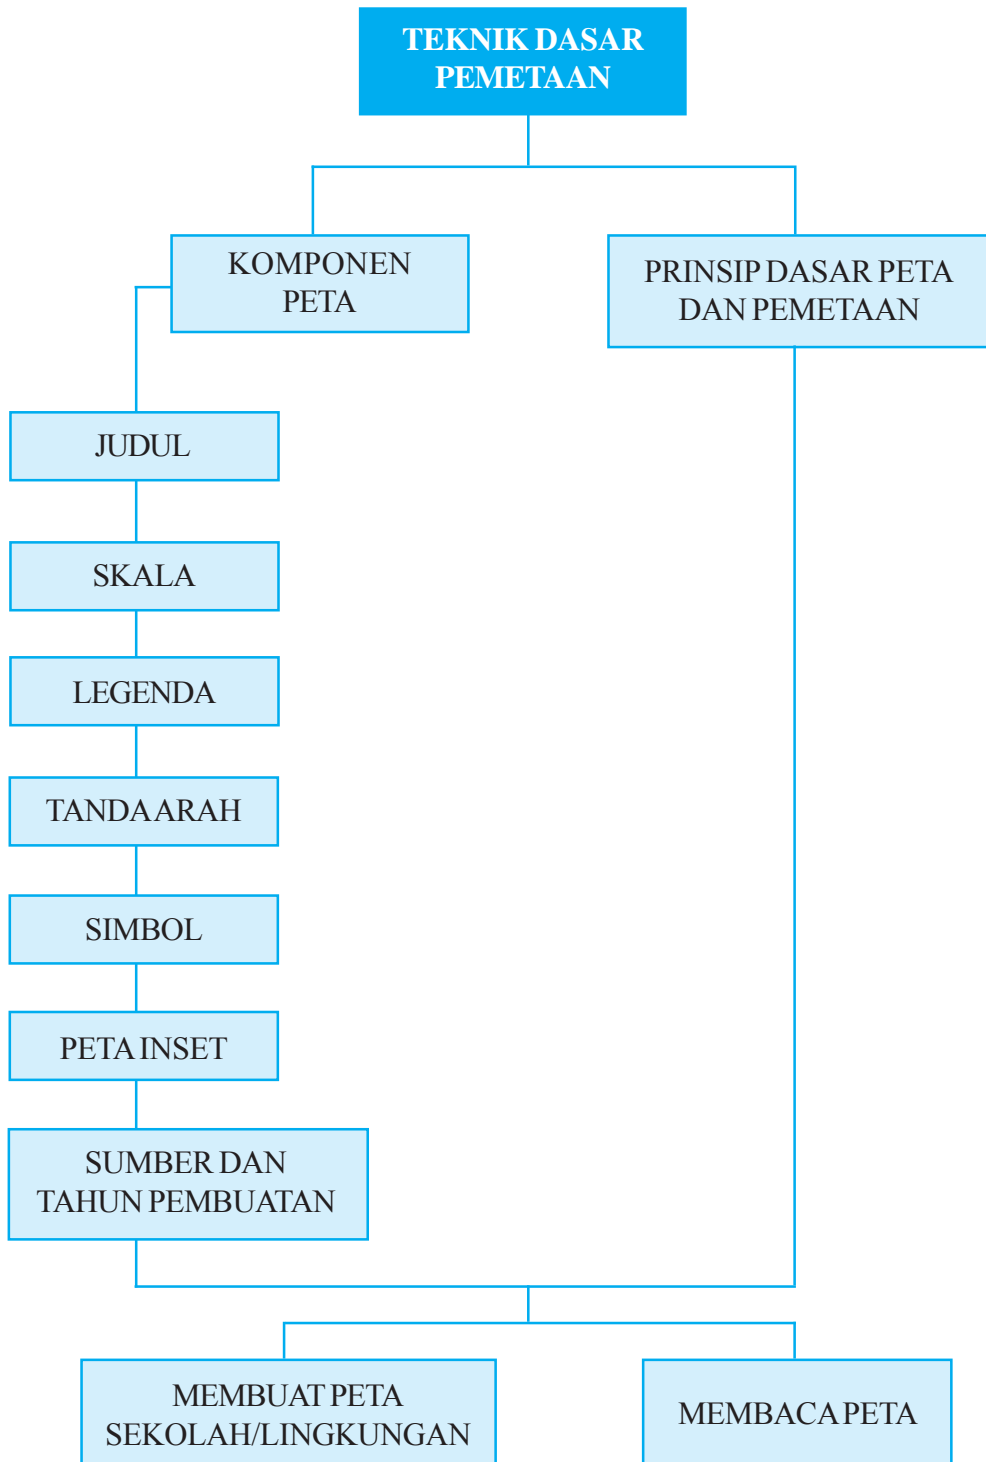 TEKNIK DASAR
PEMETAAN
KOMPONEN
PETA
PRINSIP DASAR PETA
DAN PEMETAAN
JUDUL
SKALA
LEGENDA
TANDA ARAH
SIMBOL
PETA INSET
SUMBER DAN
TAHUN PEMBUATAN
MEMBUAT PETA
SEKOLAH/LINGKUNGAN
MEMBACA PETA